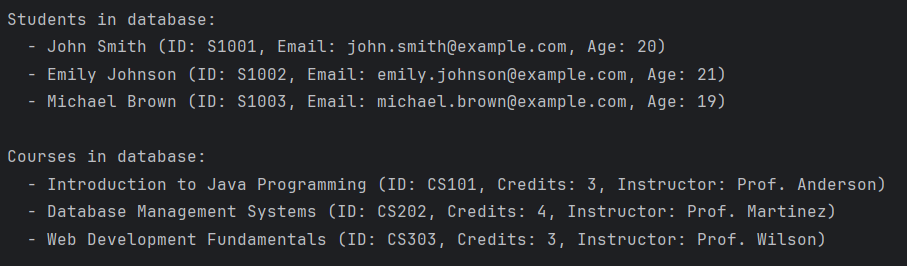 Students in database:
- John Smith (ID: S1001, Email: john.smith@example.com, Age: 20)
- Emily Johnson (ID: S1002, Email: emily.johnson@example.com, Age: 21)
- Michael Brown (ID: S1003, Email: michael.brown@example.com, Age: 19)
Courses in database:
- Introduction to Java Programming (ID: CS101, Credits: 3, Instructor: Prof. Anderson)
- Database Management Systems (ID: CS202, Credits: 4, Instructor: Prof. Martinez)
- Web Development Fundamentals (ID: CS303, Credits: 3, Instructor: Prof. Wilson)